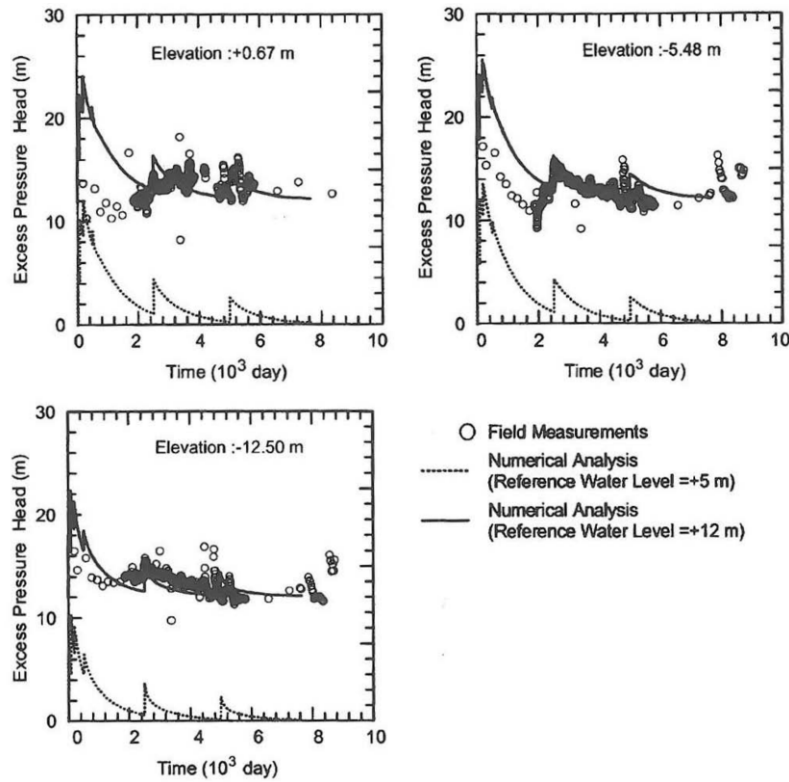 30
Elevation :+0.67 m
20
10
0
Excess Pressure Head (m)
0 2 4 6 8 10
Time (10³ day)
30
Elevation :-5.48 m
20
10
0
Excess Pressure Head (m)
0 2 4 6 8 10
Time (10³ day)
30
Elevation :-12.50 m
20
10
0
Excess Pressure Head (m)
0 2 4 6 8 10
Time (10³ day)
Field Measurements
Numerical Analysis
(Reference Water Level =+5 m)
Numerical Analysis
(Reference Water Level =+12 m)